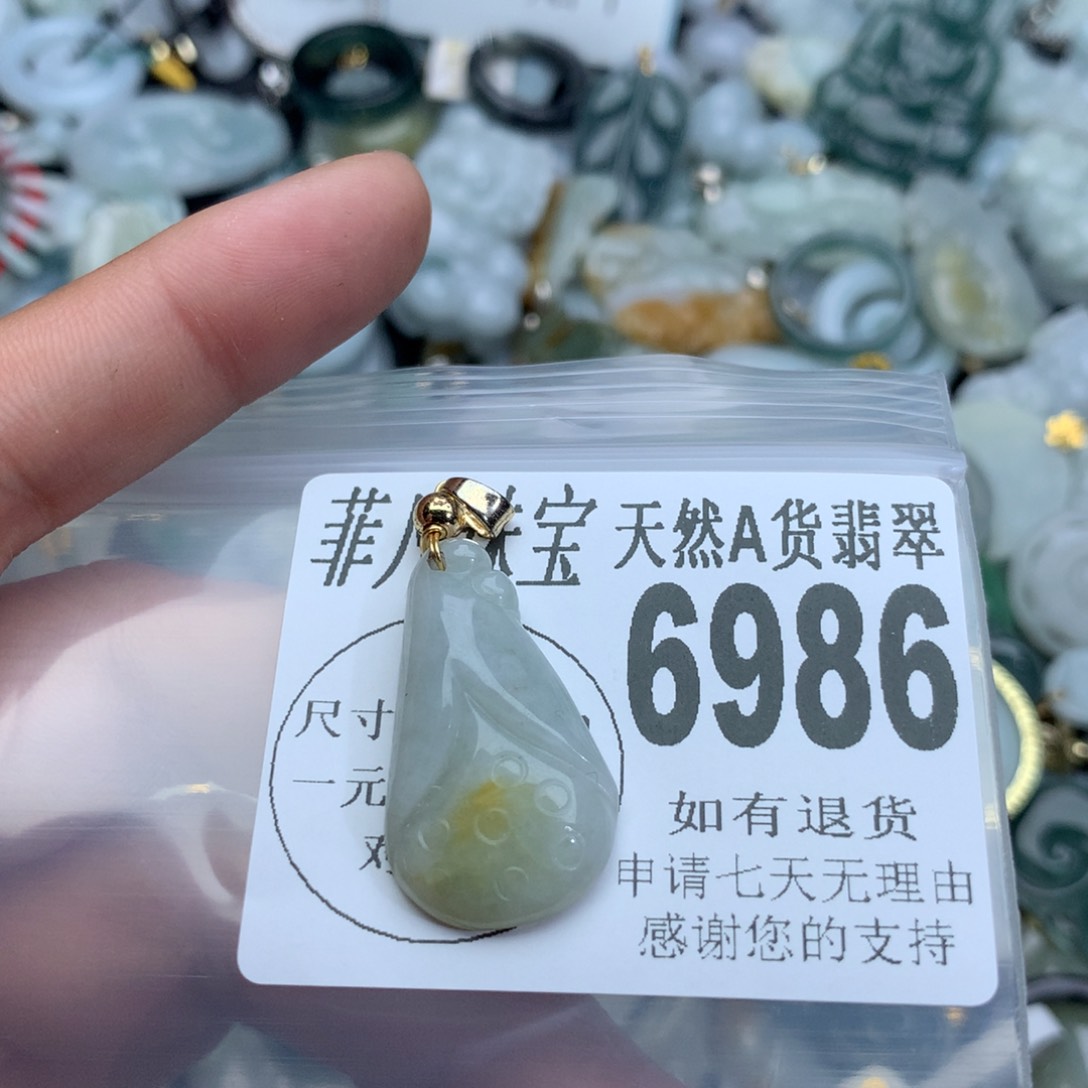 菲 宝 天然A货翡翠
6986
尺寸
一元
如有退货
申请七天无理由
感谢您的支持